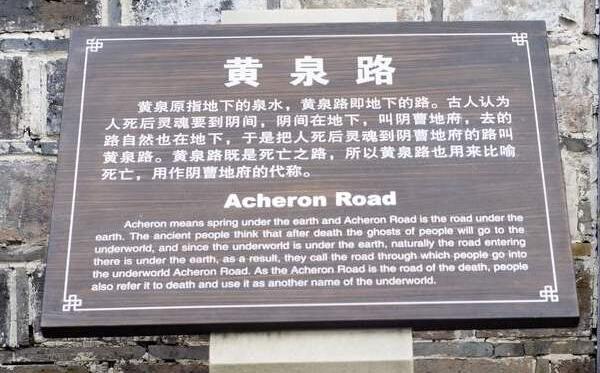 黄泉路
黄泉原指地下的泉水，黄泉路即地下的路。古人认为
人死后灵魂要到阴间，阴间在地下，叫阴曹地府，去的
路自然也在地下，于是把人死后灵魂到阴曹地府的路叫
黄泉路。黄泉路既是死亡之路，所以黄泉路也用来比喻
死亡，用作阴曹地府的代称。
Acheron Road
Acheron means spring under the earth and Acheron Road is the road under the
earth. The ancient people think that after death the ghosts of people will go to the
underworld, and since the underworld is under the earth, naturally the road entering
there is under the earth, as a result, they call the road through which people go into
the underworld Acheron Road. As the Acheron Road is the road of the death, people
also refer it to death and use it as another name of the underworld.